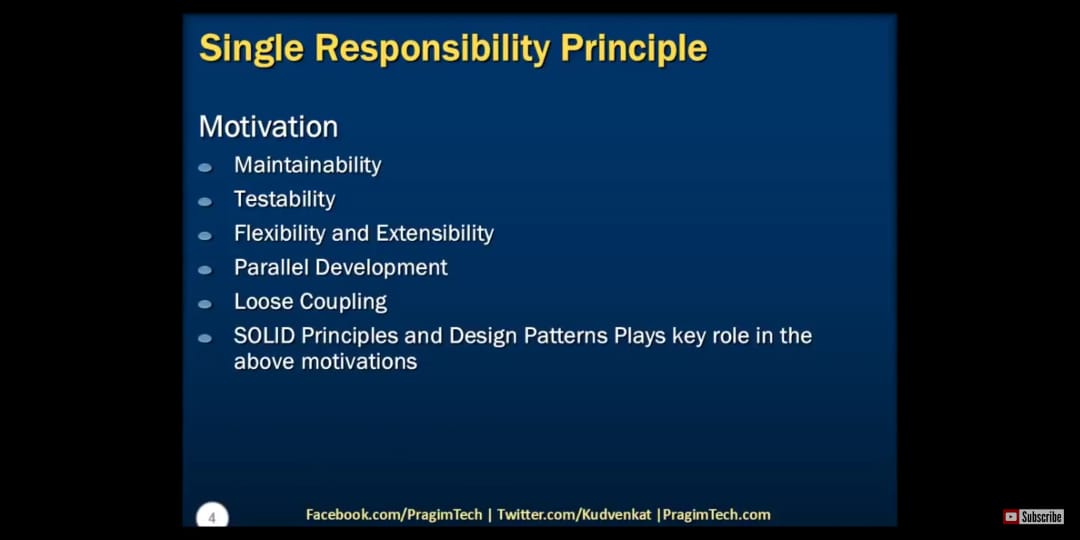 Single Responsibility Principle
Motivation
Maintainability
Testability
Flexibility and Extensibility
Parallel Development
Loose Coupling
SOLID Principles and Design Patterns Plays key role in the
above motivations
4
Facebook.com/PragimTech | Twitter.com/Kudvenkat |PragimTech.com
Subscribe